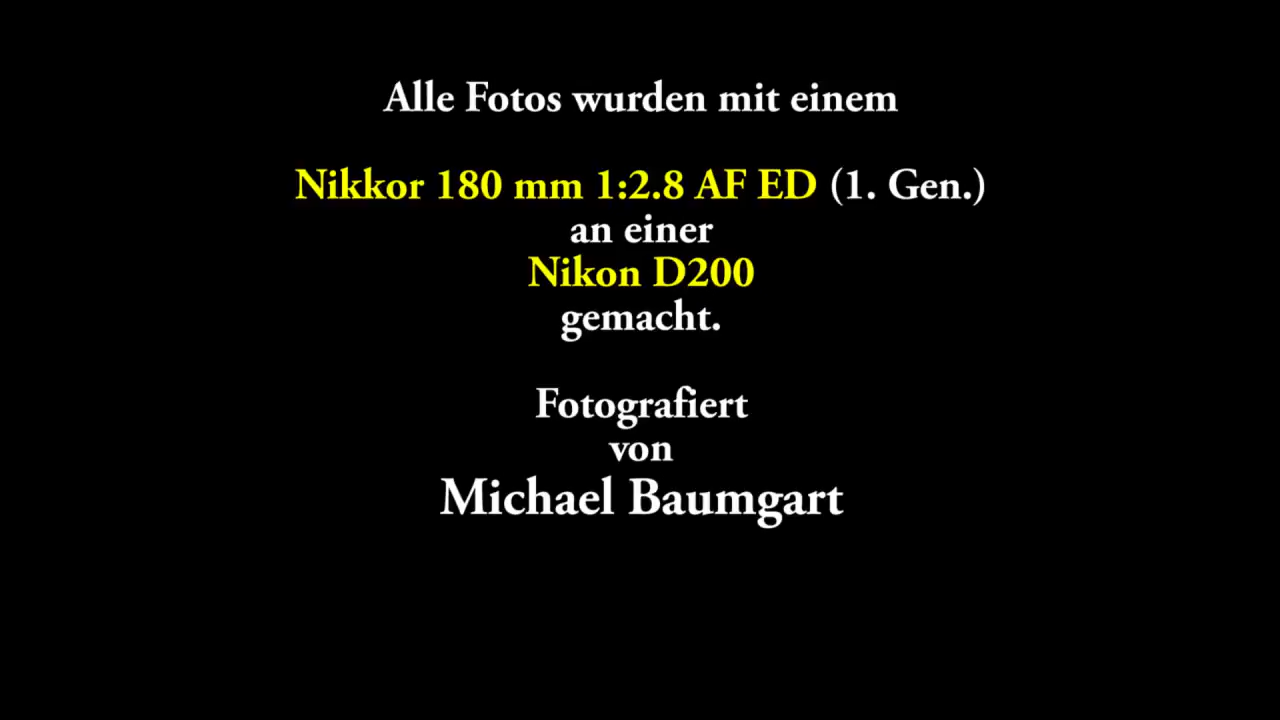 Alle Fotos wurden mit einem
Nikkor 180 mm 1:2.8 AF ED (1. Gen.)
an einer
Nikon D200
gemacht.
Fotografiert
von
Michael Baumgart